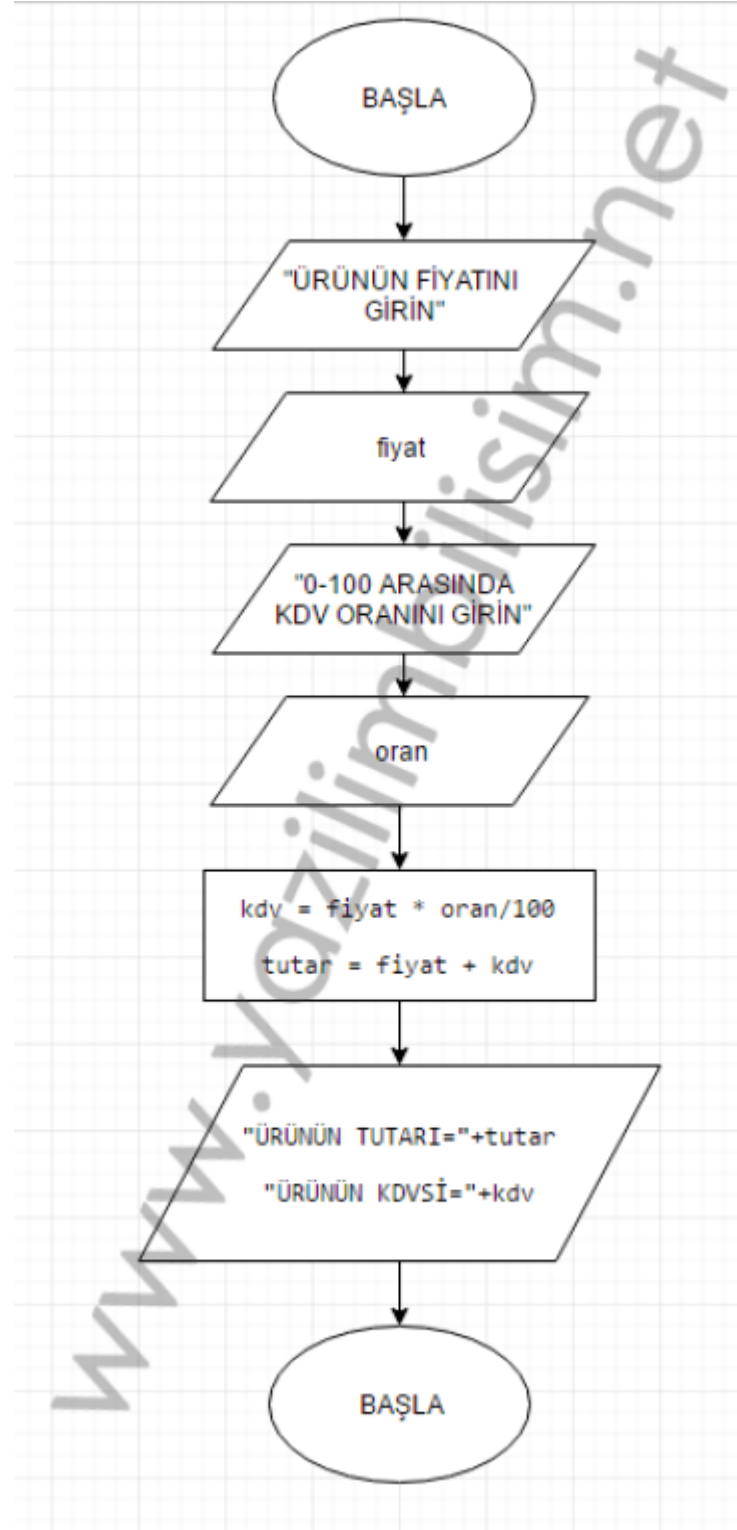 BAŞLA
"ÜRÜNÜN FİYATINI
GİRİN"
fiyat
"0-100 ARASINDA
KDV ORANINI GİRİN"
oran
kdv = fiyat * oran/100
tutar = fiyat + kdv
"ÜRÜNÜN TUTARI="+tutar
"ÜRÜNÜN KDVSİ="+kdv
BAŞLA
www.yazilimbilisim.net